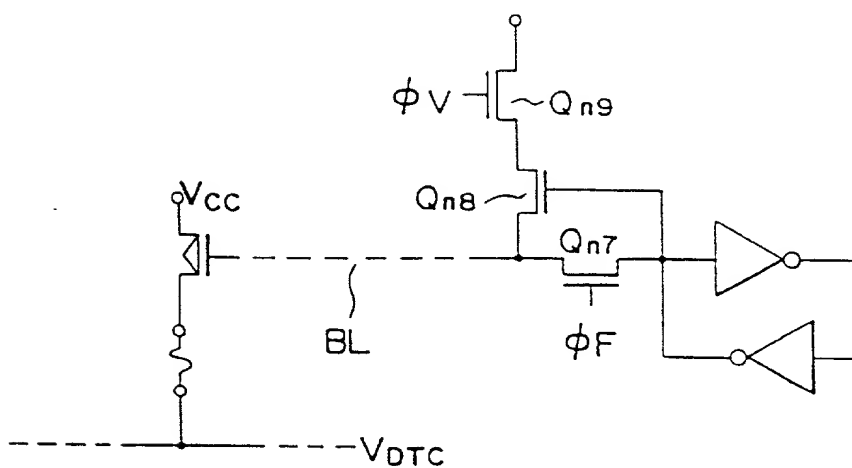 ϕV
Qn9
VCC
Qn8
Qn7
BL
ϕF
VDTC